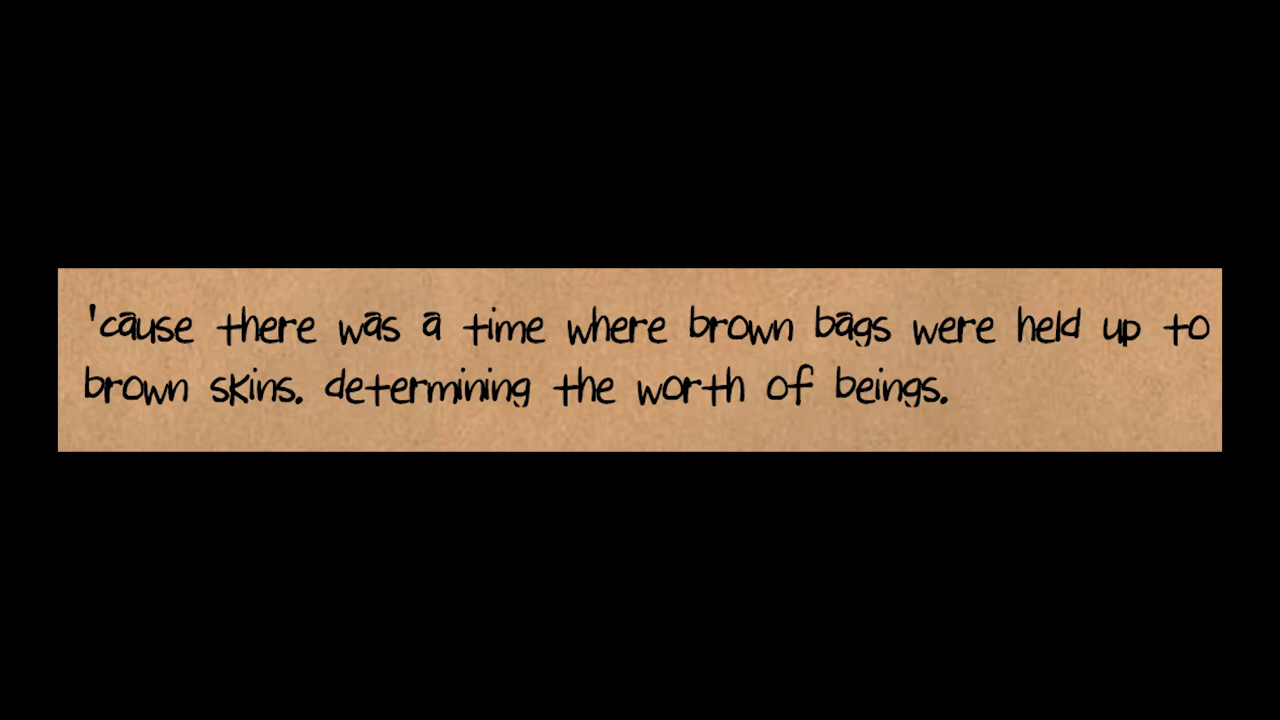 'cause there was a time where brown bags were held up to
brown skins. determining the worth of beings.